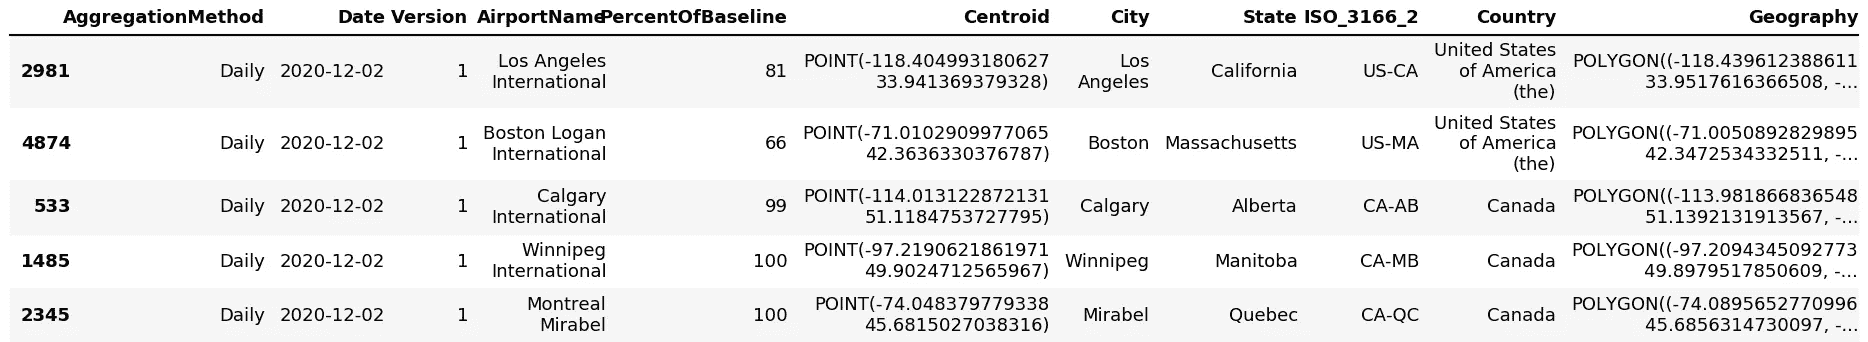 AggregationMethod Date Version AirportName PercentOfBaseline Centroid City State ISO_3166_2 Country Geography
United States
Los Angeles POINT(-118.404993180627 Los POLYGON((-118.439612388611
2981 Daily 2020-12-02 1 81 California US-CA of America
International 33.941369379328) Angeles 33.9517616366508, -...
(the)
United States
Boston Logan POINT(-71.0102909977065 POLYGON((-71.0050892829895
4874 Daily 2020-12-02 1 66 Boston Massachusetts US-MA of America
International 42.3636330376787) 42.3472534332511, -...
(the)
Calgary POINT(-114.013122872131 POLYGON((-113.981866836548
533 Daily 2020-12-02 1 99 Calgary Alberta CA-AB Canada
International 51.1184753727795) 51.1392131913567, -...
Winnipeg POINT(-97.2190621861971 POLYGON((-97.2094345092773
1485 Daily 2020-12-02 1 100 Winnipeg Manitoba CA-MB Canada
International 49.9024712565967) 49.8979517850609, -...
Montreal POINT(-74.048379779338 POLYGON((-74.0895652770996
2345 Daily 2020-12-02 1 100 Mirabel Quebec CA-QC Canada
Mirabel 45.6815027038316) 45.6856314730097, -...